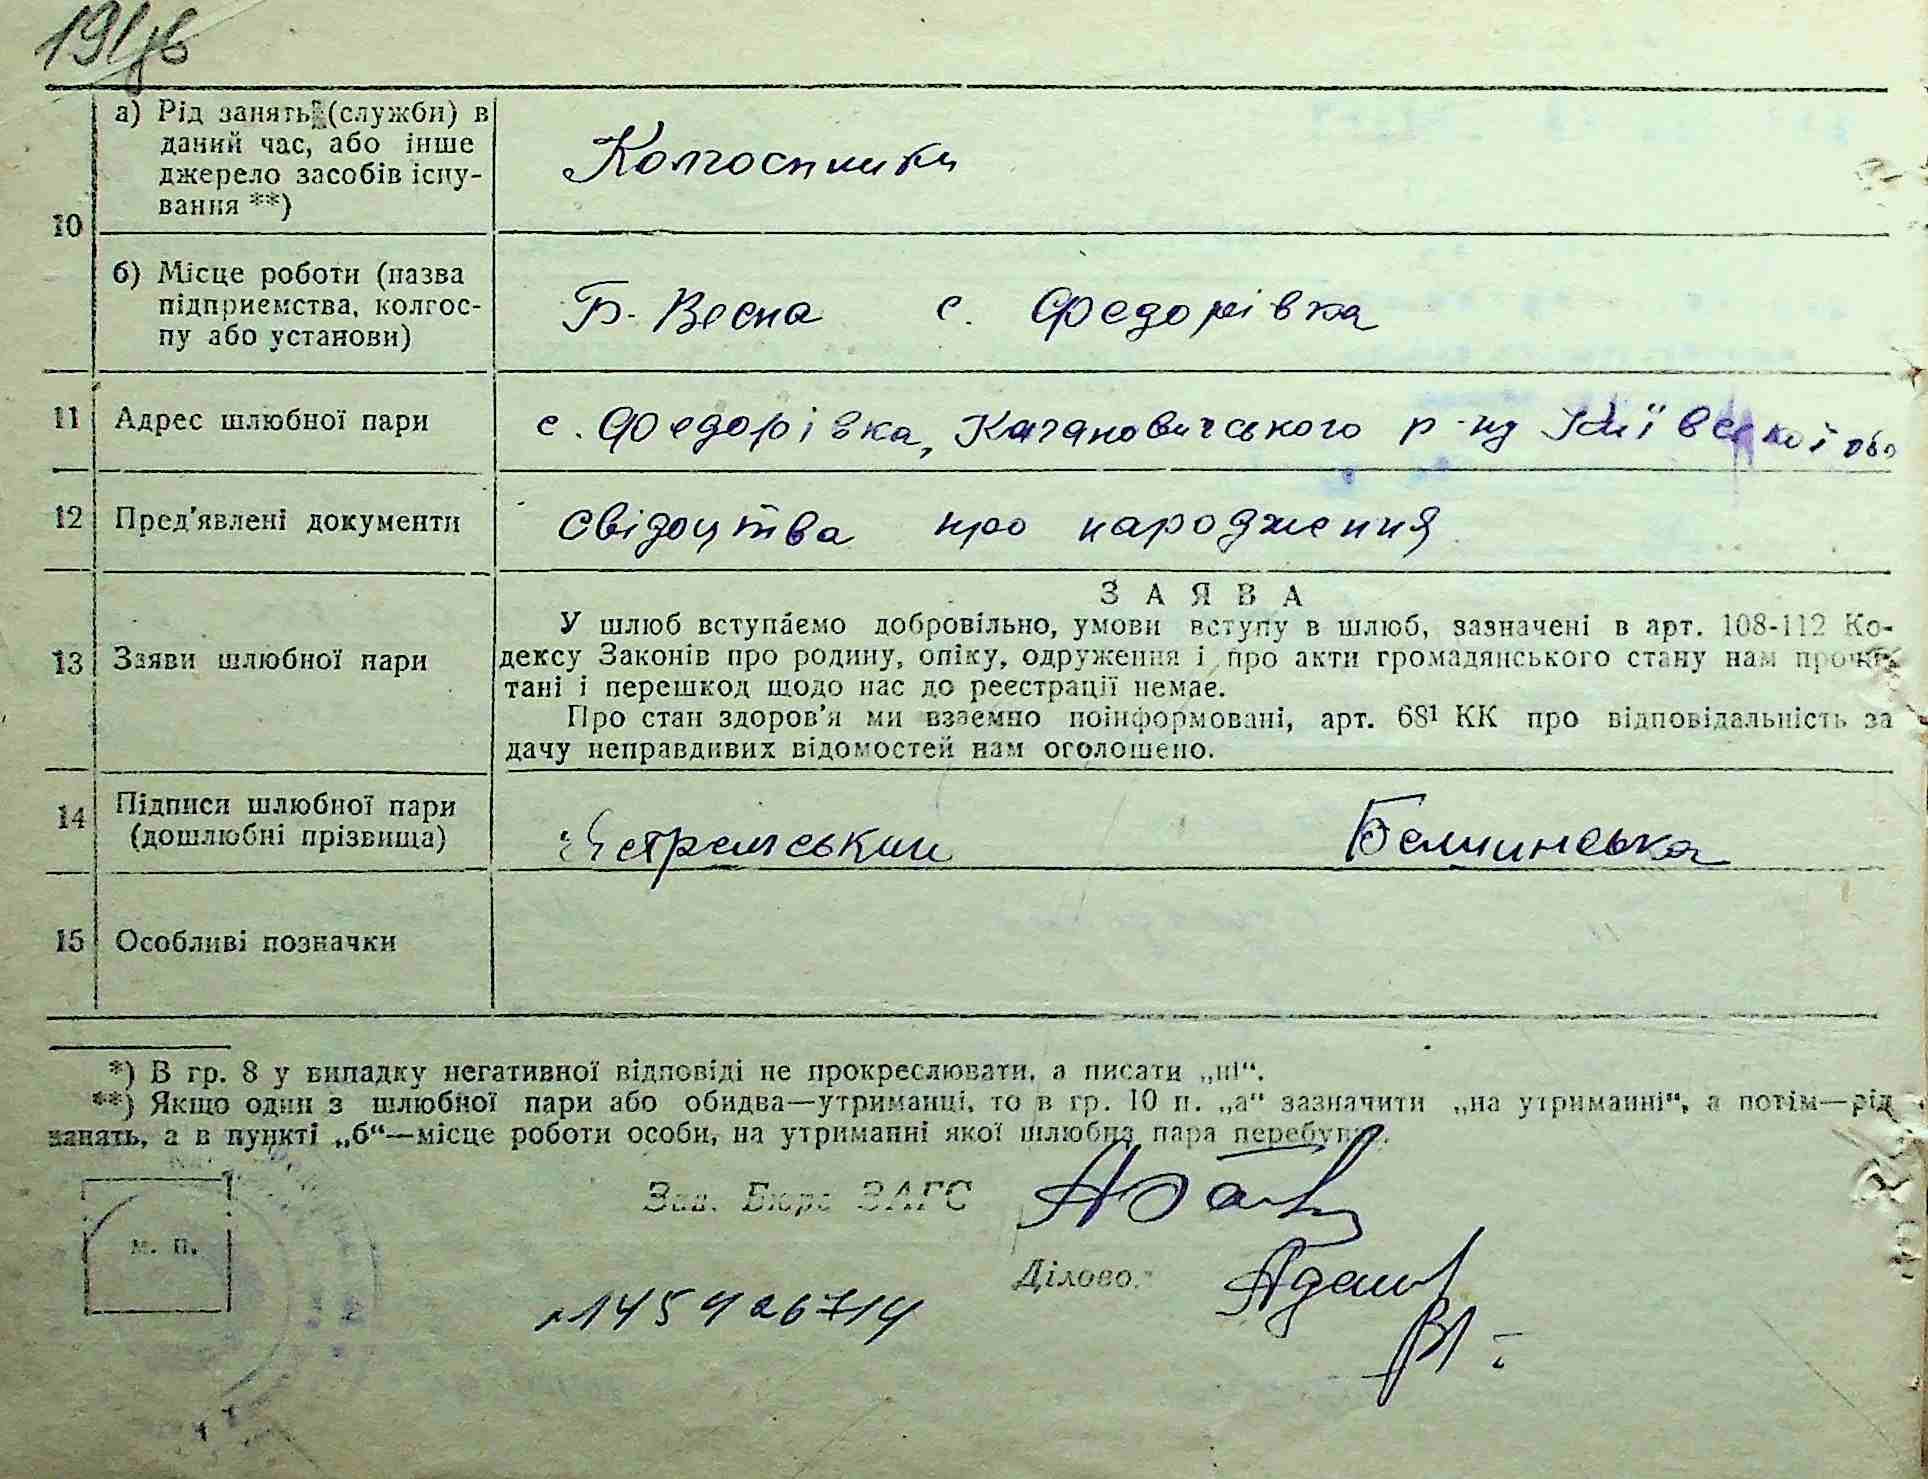 1946
10
а) Рід занять (служби) в
даний час, або інше
джерело засобів існу-
вання **)
Колгоспники
б) Місце роботи (назва
підприємства, колгос-
пу або установи)
Б. Весна с. Федорівка
11 Адрес шлюбної пари
с. Федорівка, Кагановичського р-ну Київської обл
12 Пред'явлені документи
свідоцтва про народження
13 Заяви шлюбної пари
ЗАЯВА
У шлюб вступаємо добровільно, умови вступу в шлюб, зазначені в арт. 108-112 Ко-
дексу Законів про родину, опіку, одруження і про акти громадянського стану нам прочи-
тані і перешкод щодо нас до реєстрації немає.
Про стан здоров'я ми взаємно поінформовані, арт. 68¹ КК про відповідальність за
дачу неправдивих відомостей нам оголошено.
14 Підписи шлюбної пари
(дошлюбні прізвища)
15 Особливі позначки
*) В гр. 8 у випадку негативної відповіді не прокреслювати, а писати „ні“.
**) Якщо один з шлюбної пари або обидва—утриманці, то в гр. 10 п. „а“ зазначити „на утриманні“, а потім—рід
занять, а в пункті „б“—місце роботи особи, на утриманні якої шлюбна пара перебуває.
Зав. Бюро ЗАГС
м. п.
Ділово.